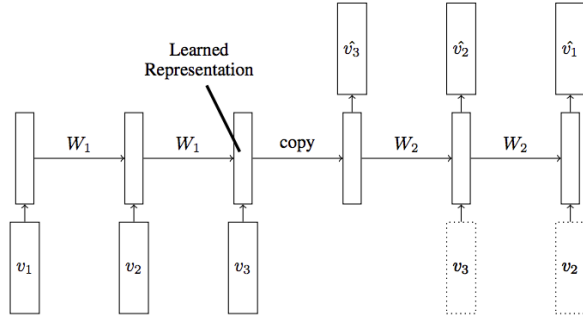 v̂₃ v̂₂ v̂₁
Learned
Representation
W₁ W₁ copy W₂ W₂
v₁ v₂ v₃ v₃ v₂